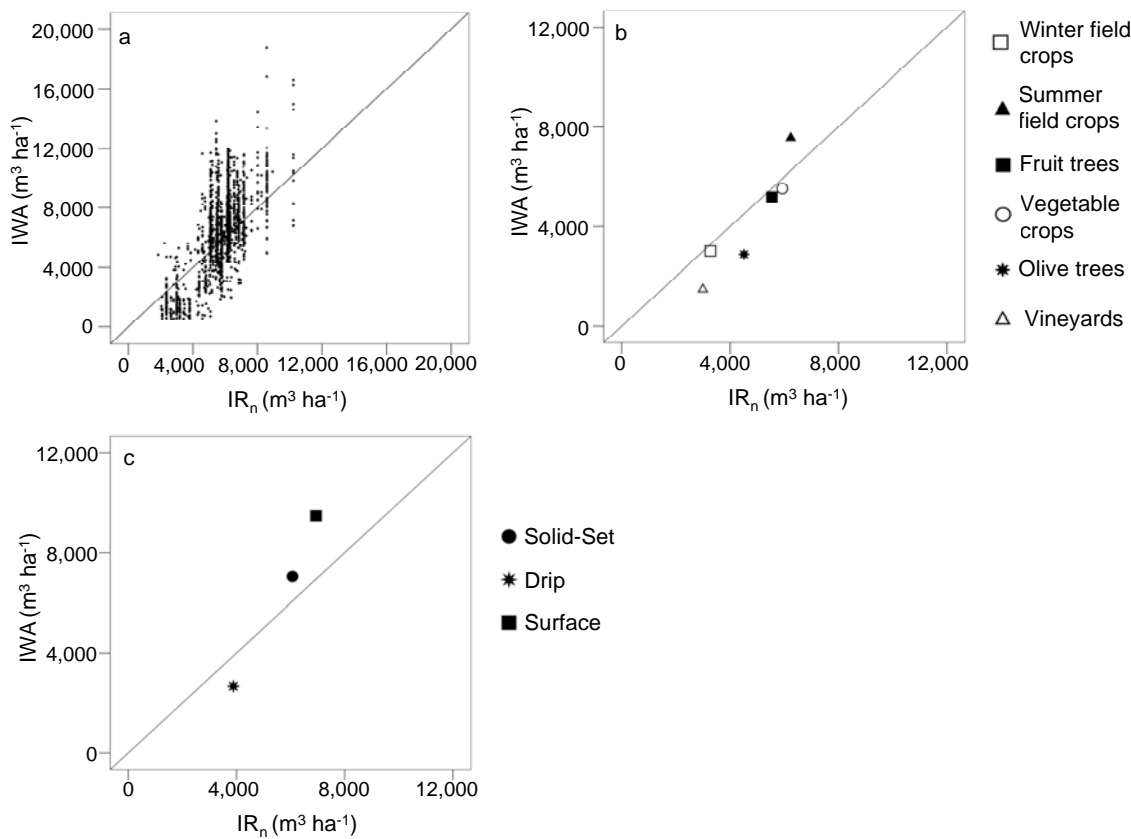 a
20,000
16,000
12,000
8,000
4,000
0
IWA (m³ ha⁻¹)
0 4,000 8,000 12,000 16,000 20,000
IRₙ (m³ ha⁻¹)
b
12,000
8,000
4,000
0
IWA (m³ ha⁻¹)
0 4,000 8,000 12,000
IRₙ (m³ ha⁻¹)
Winter field
crops
Summer
field crops
Fruit trees
Vegetable
crops
Olive trees
Vineyards
c
12,000
8,000
4,000
0
IWA (m³ ha⁻¹)
0 4,000 8,000 12,000
IRₙ (m³ ha⁻¹)
Solid-Set
Drip
Surface